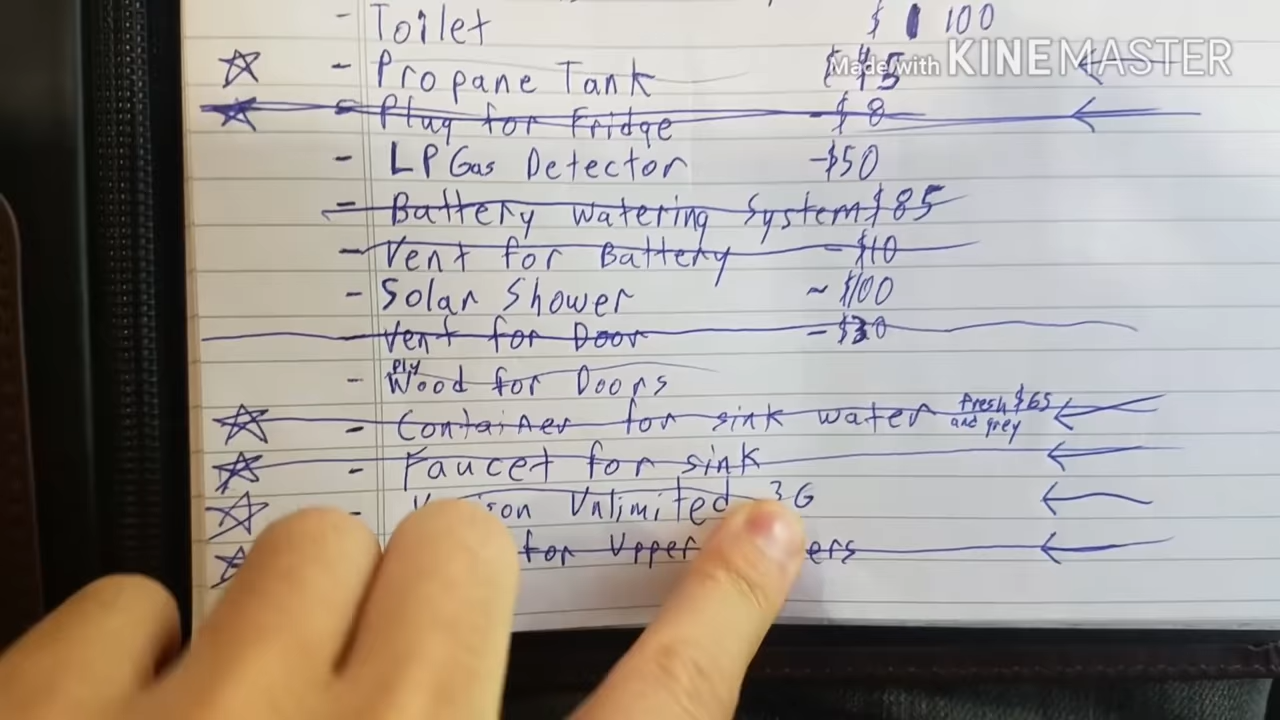 - Toilet $ 100
- Propane Tank $45
Made with KINEMASTER
- Plug for Fridge - $8
- LP Gas Detector -$50
- Battery Watering System $85
- Vent for Battery - $10
- Solar Shower ~ $100
- Vent for Door - $30
- Ply Wood for Doors
- Container for sink water fresh and grey $65
- Faucet for sink
- Unlimited 3G
for Upper